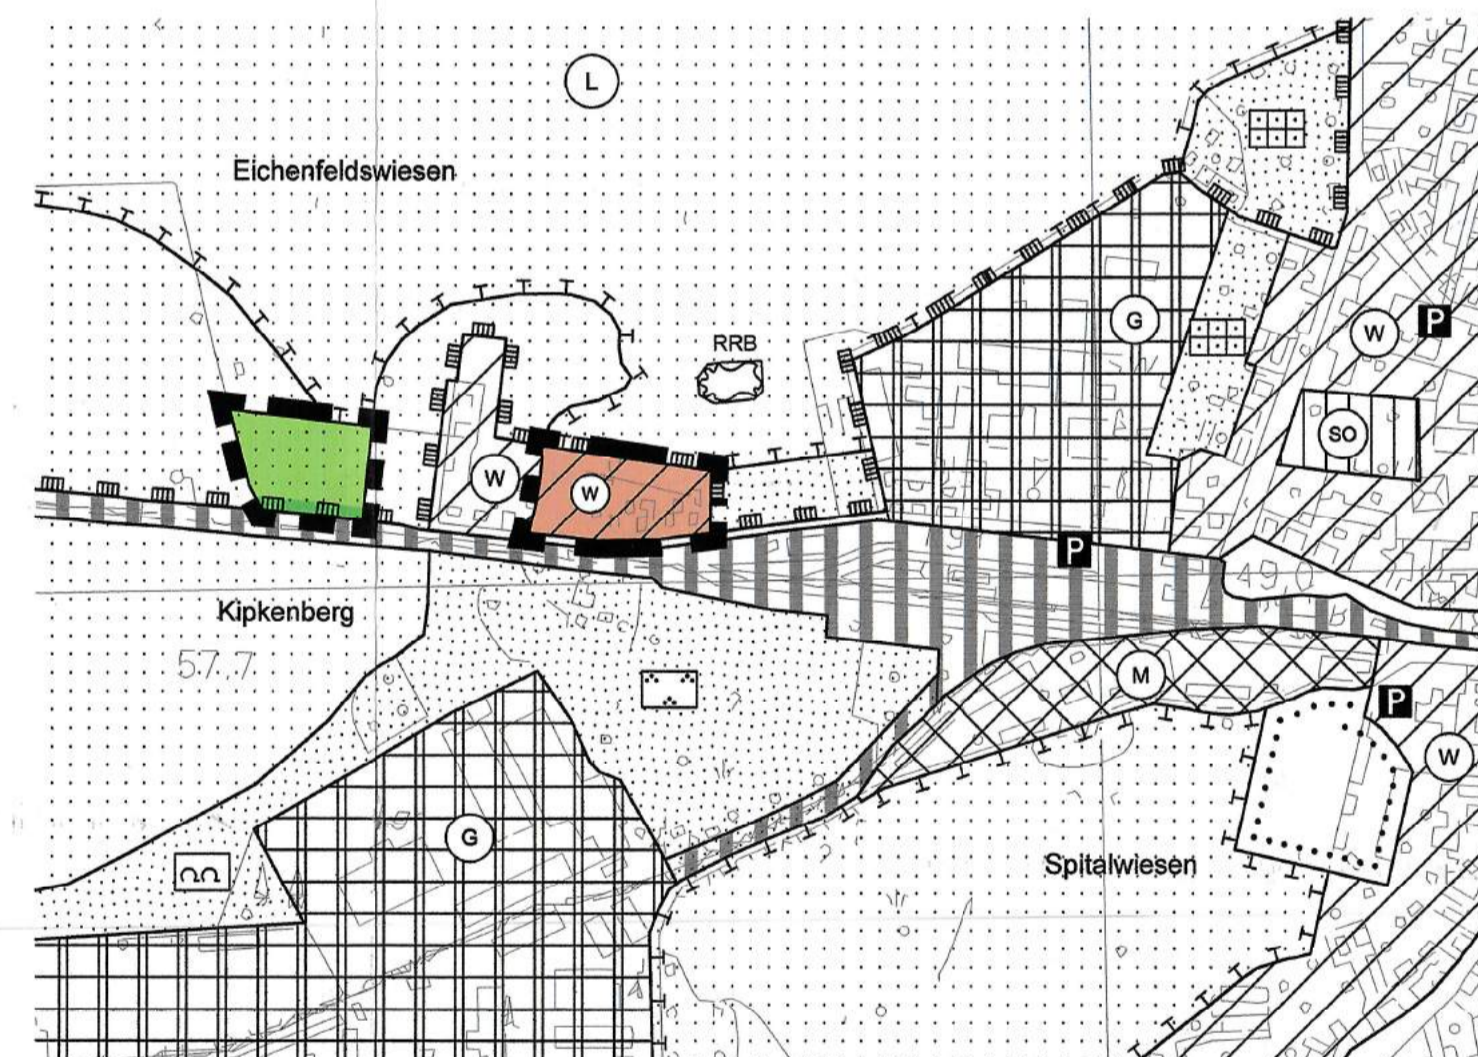 L
Eichenfeldswiesen
G
W
P
RRB
SO
W
W
P
Kipkenberg
49,0
57,7
M
P
W
G
Spitalwiesen